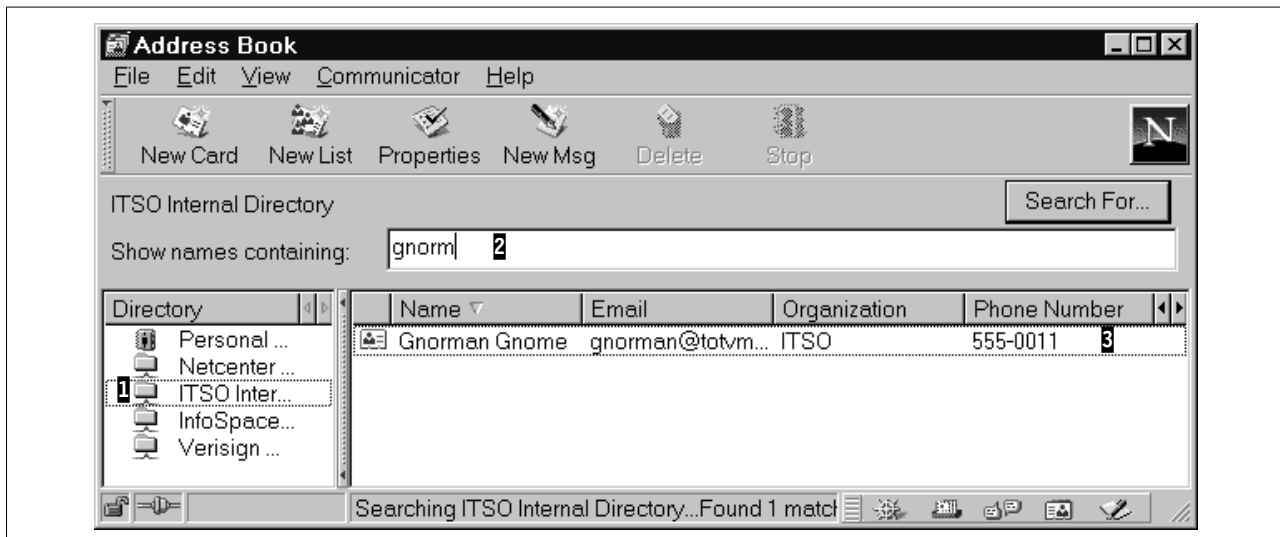 Address Book
File Edit View Communicator Help
New Card New List Properties New Msg Delete Stop
N
ITSO Internal Directory Search For...
Show names containing: gnorm 2
Directory Name Email Organization Phone Number
Personal ... Gnorman Gnome gnorman@totvm... ITSO 555-0011 3
Netcenter ...
1 ITSO Inter...
InfoSpace...
Verisign ...
Searching ITSO Internal Directory...Found 1 matcl